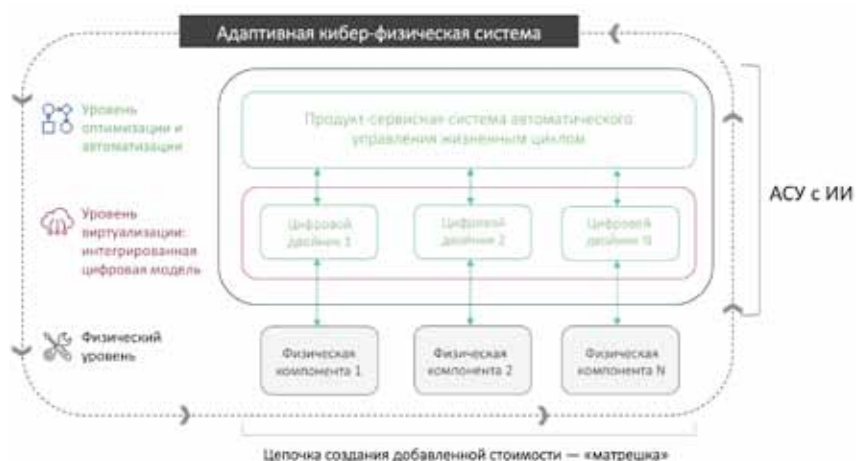 Адаптивная кибер-физическая система
Уровень
оптимизации и
автоматизации
Продукт-сервисная система автоматического
управления жизненным циклом
АСУ с ИИ
Уровень
виртуализации:
интегрированная
цифровая модель
Цифровой
двойник 1
Цифровой
двойник 2
Цифровой
двойник N
Физический
уровень
Физическая
компонента 1
Физическая
компонента 2
Физическая
компонента N
Цепочка создания добавленной стоимости — «матрешка»